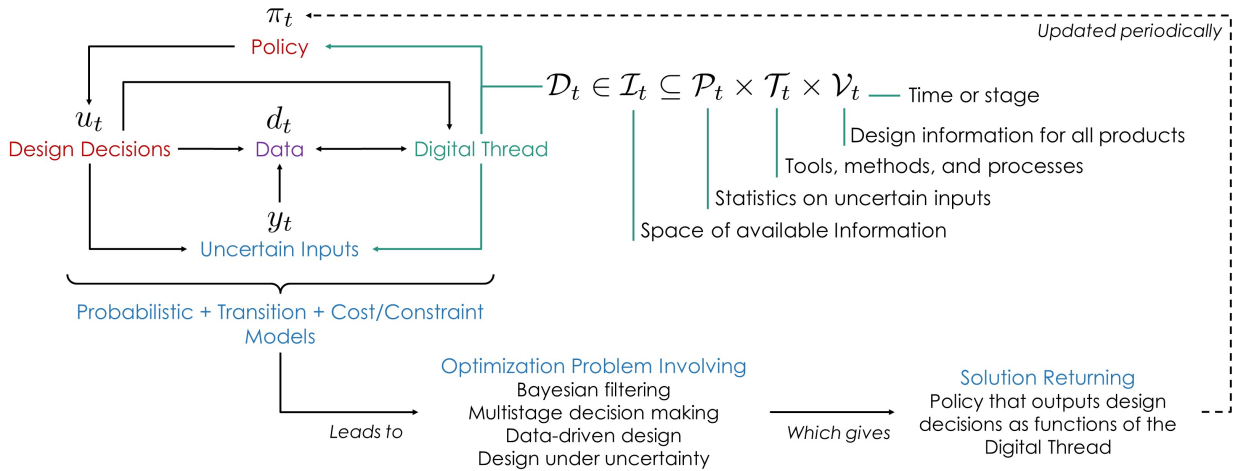 π_t
Policy
Updated periodically
𝒟_t ∈ ℐ_t ⊆ 𝒫_t × 𝒯_t × 𝒱_t
Time or stage
u_t
d_t
Design Decisions
Data
Digital Thread
Design information for all products
Tools, methods, and processes
Statistics on uncertain inputs
Space of available Information
y_t
Uncertain Inputs
Probabilistic + Transition + Cost/Constraint
Models
Leads to
Optimization Problem Involving
Bayesian filtering
Multistage decision making
Data-driven design
Design under uncertainty
Which gives
Solution Returning
Policy that outputs design
decisions as functions of the
Digital Thread